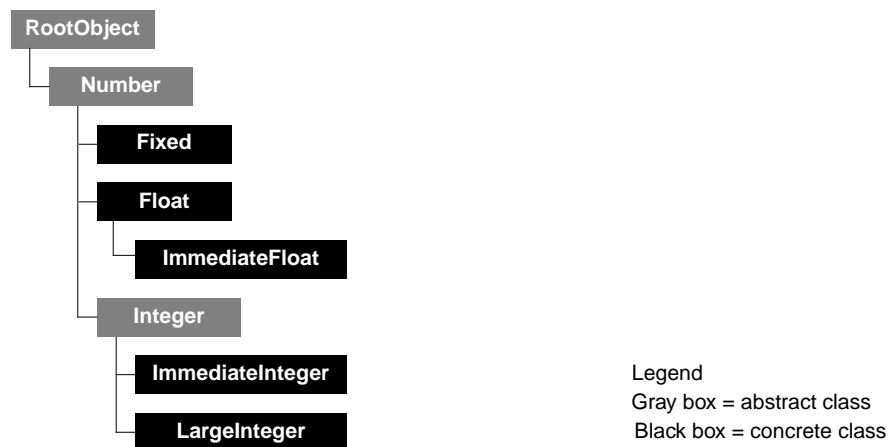 RootObject
Number
Fixed
Float
ImmediateFloat
Integer
ImmediateInteger
LargeInteger
Legend
Gray box = abstract class
Black box = concrete class